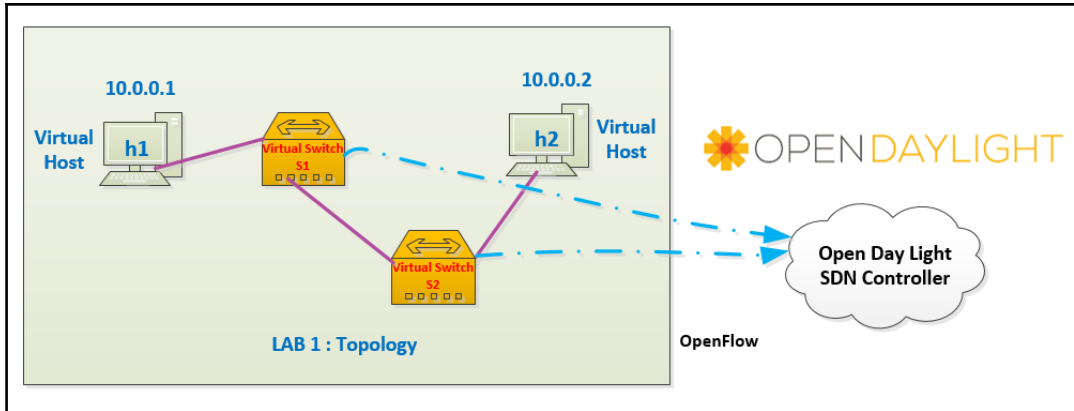 10.0.0.1
10.0.0.2
Virtual
Host
h1
Virtual Switch
S1
h2
Virtual
Host
OPENDAYLIGHT
Virtual Switch
S2
Open Day Light
SDN Controller
LAB 1 : Topology
OpenFlow